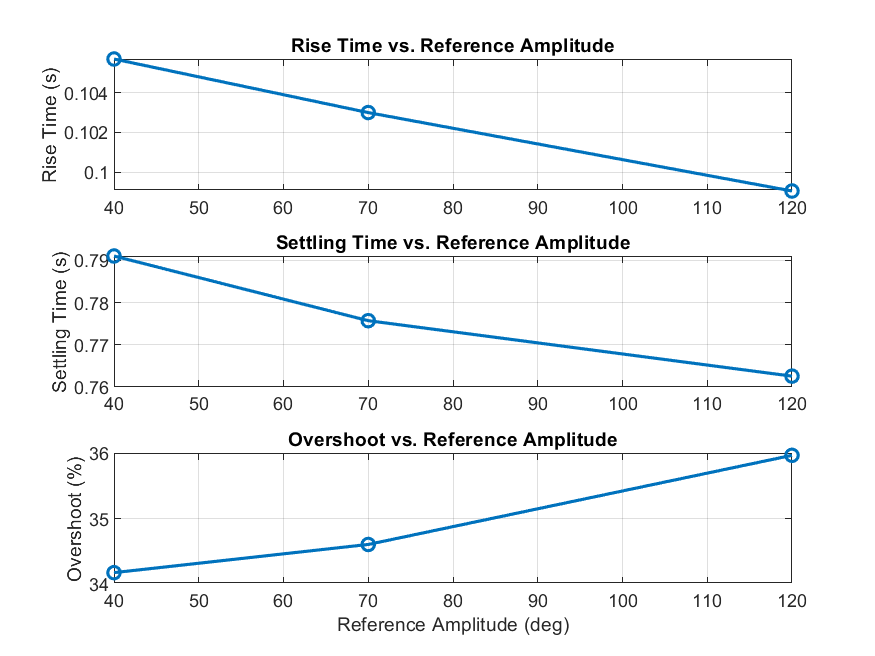 Rise Time vs. Reference Amplitude
Rise Time (s)
0.104
0.102
0.1
40 50 60 70 80 90 100 110 120
Settling Time vs. Reference Amplitude
Settling Time (s)
0.79
0.78
0.77
0.76
40 50 60 70 80 90 100 110 120
Overshoot vs. Reference Amplitude
Overshoot (%)
36
35
34
40 50 60 70 80 90 100 110 120
Reference Amplitude (deg)